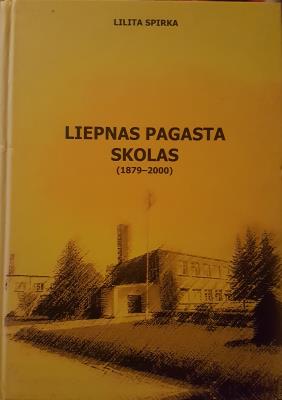 LILITA SPIRKA
LIEPNAS PAGASTA
SKOLAS
(1879–2000)